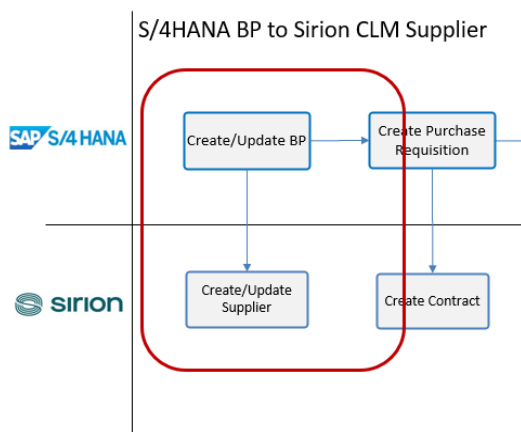 S/4HANA BP to Sirion CLM Supplier
SAP S/4 HANA
Create/Update BP
Create Purchase
Requisition
sirion
Create/Update
Supplier
Create Contract